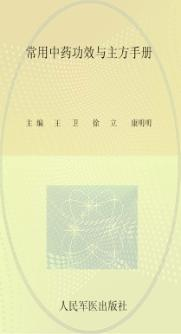 常用中药功效与主方手册
主编 王卫 徐立 康明明
人民军医出版社